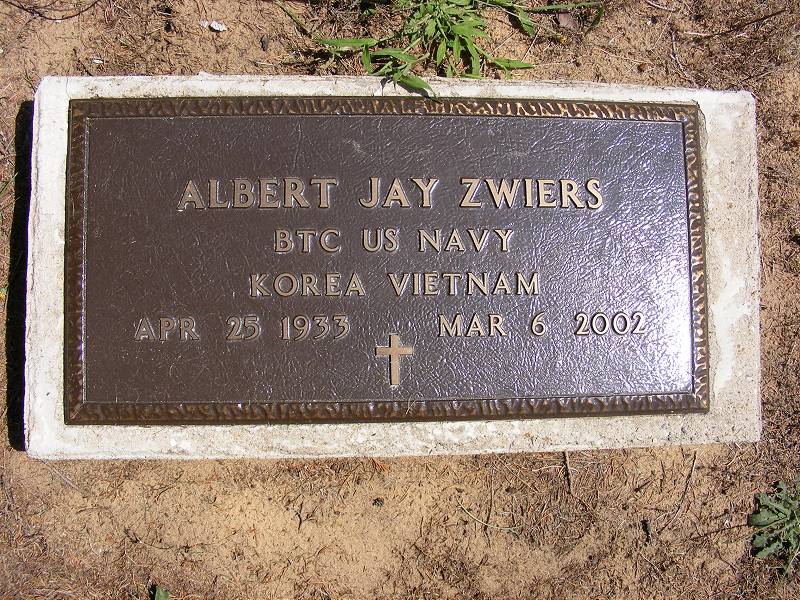 ALBERT JAY ZWIERS
BTC US NAVY
KOREA VIETNAM
APR 25 1933 MAR 6 2002